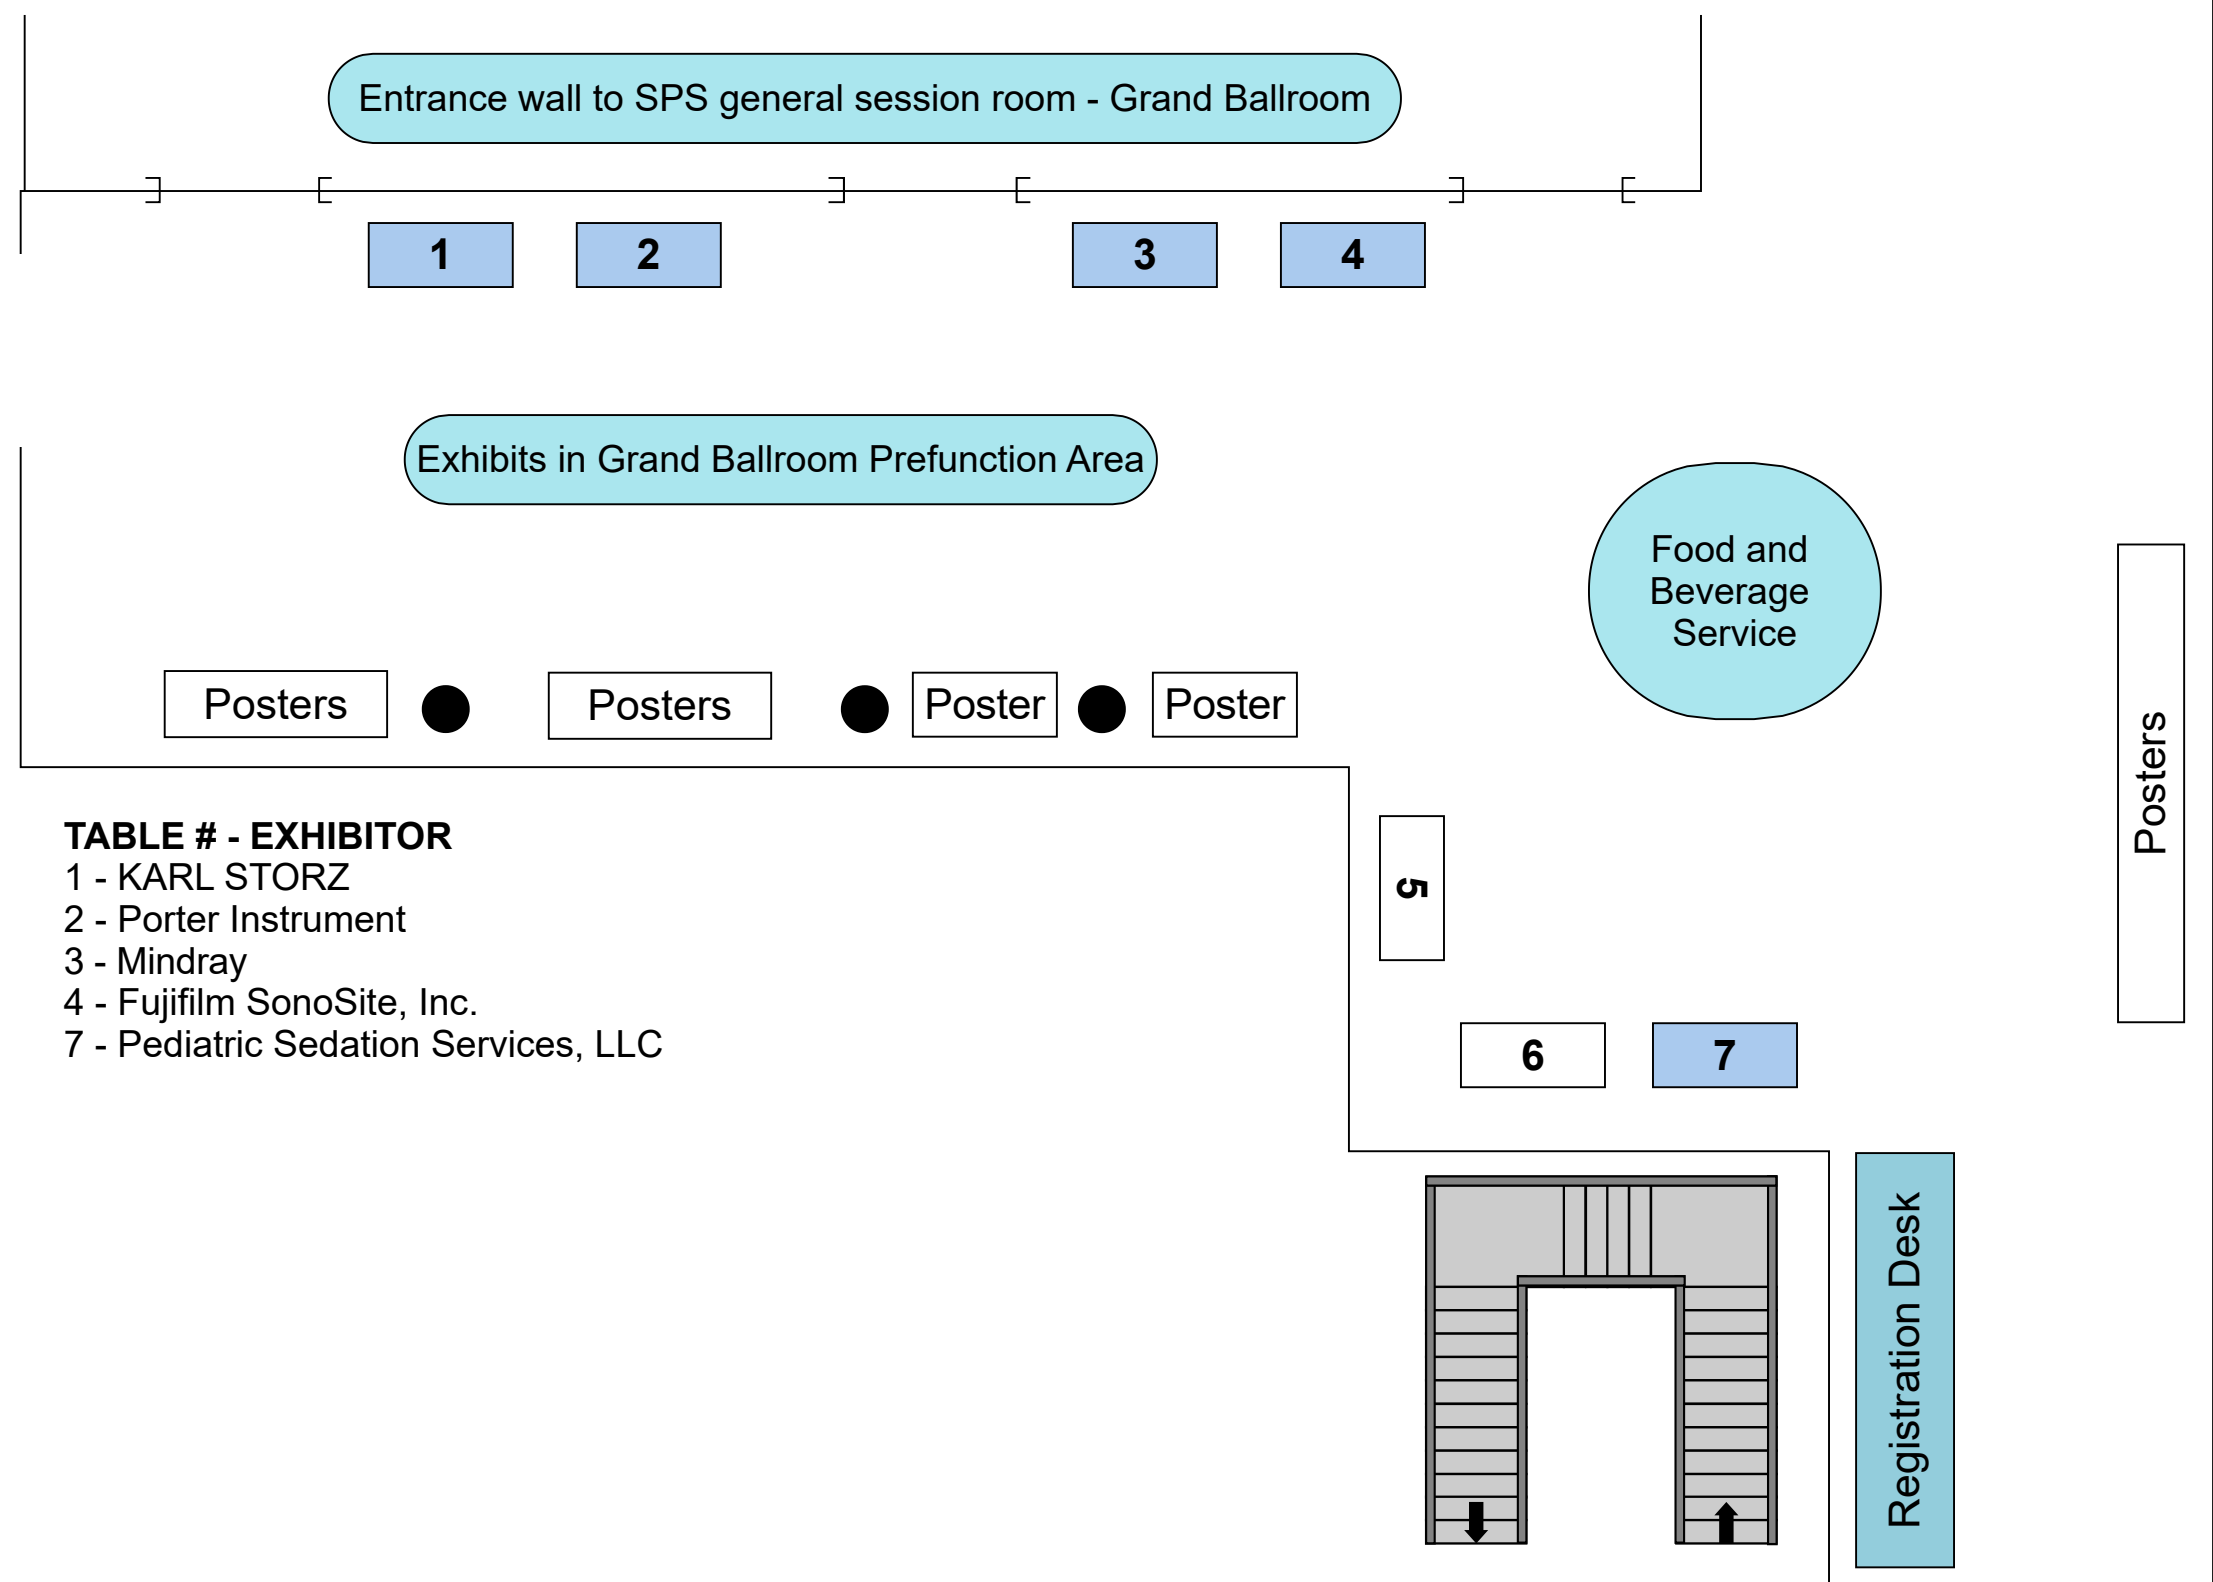 Entrance wall to SPS general session room - Grand Ballroom
1
2
3
4
Exhibits in Grand Ballroom Prefunction Area
Food and
Beverage
Service
Posters
Posters
Poster
Poster
Posters
TABLE # - EXHIBITOR
1 - KARL STORZ
2 - Porter Instrument
3 - Mindray
4 - Fujifilm SonoSite, Inc.
7 - Pediatric Sedation Services, LLC
5
6
7
Registration Desk